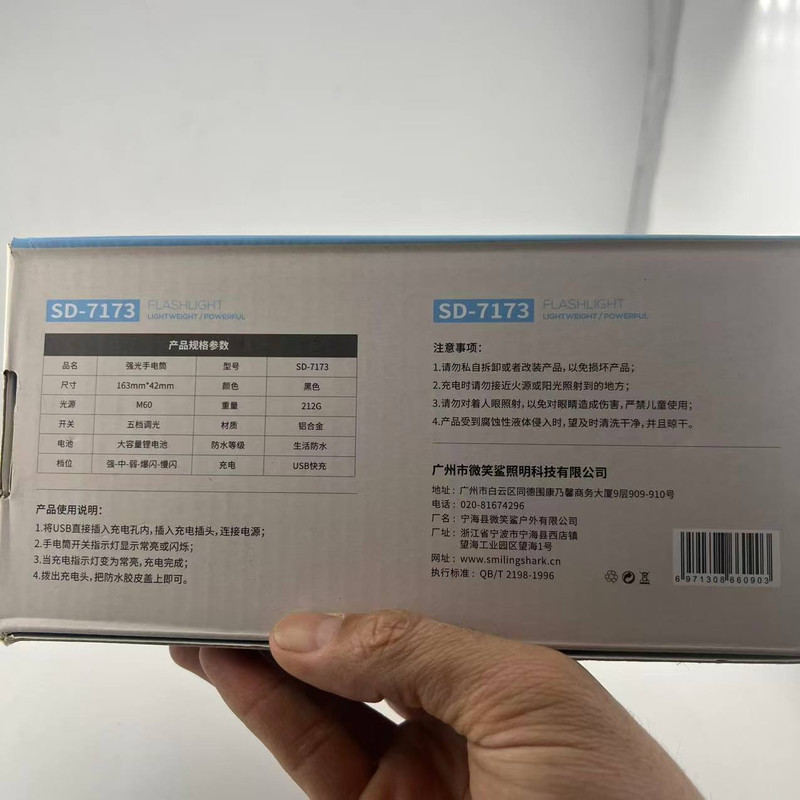 SD-7173 FLASHLIGHT
LIGHTWEIGHT / POWERFUL
产品规格参数
品名 强光手电筒 型号 SD-7173
尺寸 163mm*42mm 颜色 黑色
光源 M60 重量 212G
开关 五档调光 材质 铝合金
电池 大容量锂电池 防水等级 生活防水
档位 强-中-弱-爆闪-慢闪 充电 USB快充
产品使用说明：
1.将USB直接插入充电孔内，插入充电插头，连接电源；
2.手电筒开关指示灯显示常亮或闪烁；
3.当充电指示灯变为常亮，充电完成；
4.拨出充电头，把防水胶皮盖上即可。
SD-7173 FLASHLIGHT
LIGHTWEIGHT / POWERFUL
注意事项：
1.请勿私自拆卸或者改装产品，以免损坏产品；
2.充电时请勿接近火源或阳光照射到的地方；
3.请勿对着人眼照射，以免对眼睛造成伤害，严禁儿童使用；
4.产品受到腐蚀性液体侵入时，望及时清洗干净，并且晾干。
广州市微笑鲨照明科技有限公司
地址：广州市白云区同德围康乃馨商务大厦9层909-910号
电话：020-81674296
厂名：宁海县微笑鲨户外有限公司
厂址：浙江省宁波市宁海县西店镇
望海工业园区望海1号
网址：www.smilingshark.cn
执行标准：QB/T 2198-1996
6 971308 660903